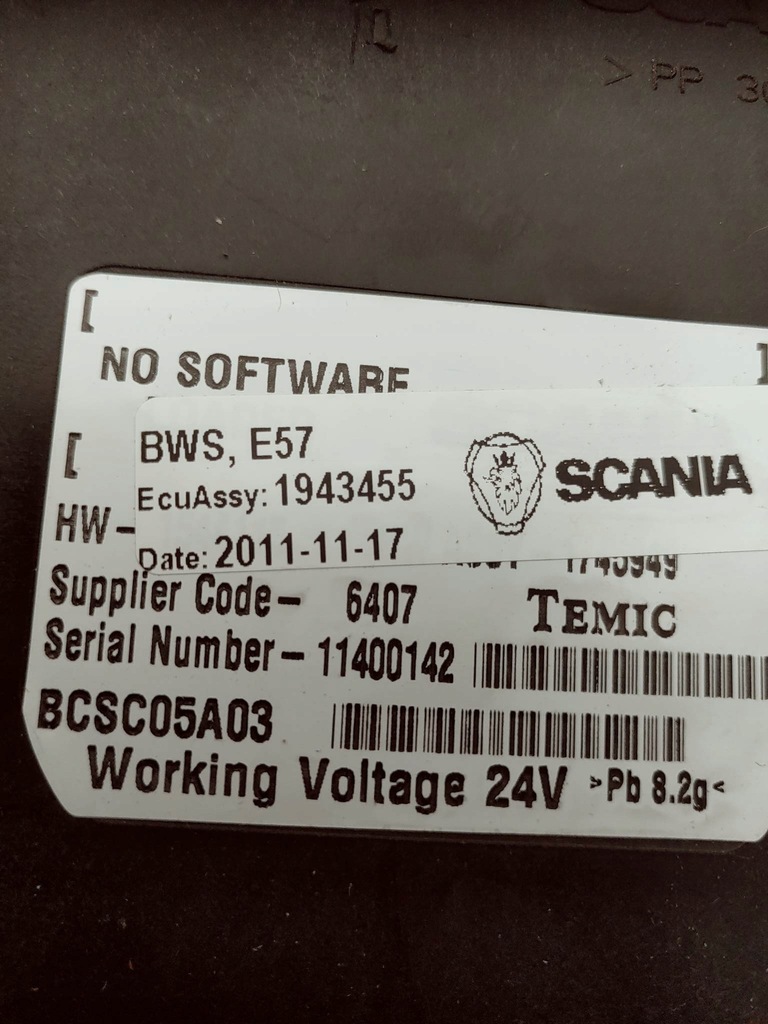 > PP
[
NO SOFTWARE
[
BWS, E57
EcuAssy: 1943455
SCANIA
HW-
Date: 2011-11-17
1745949
Supplier Code- 6407 TEMIC
Serial Number- 11400142
BCSC05A03
Working Voltage 24V >Pb 8.2g<